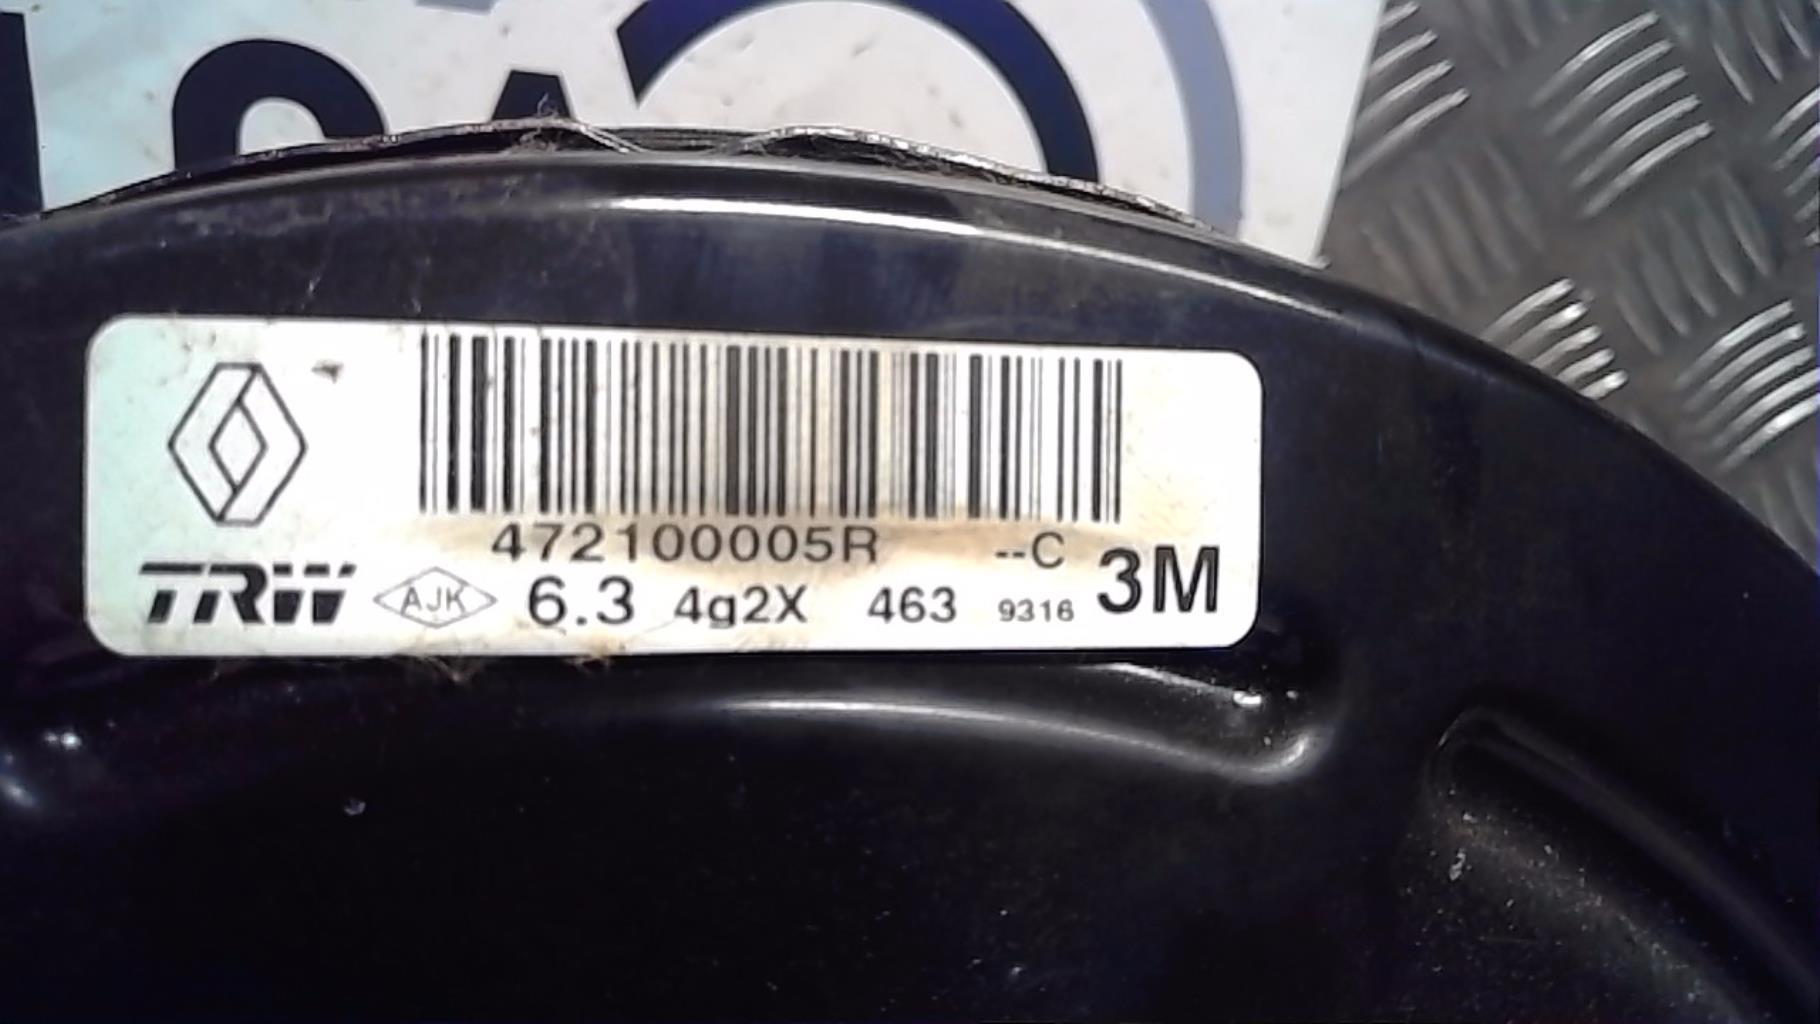 472100005R --C
TRW AJK 6.3 4g2X 463 9316 3M